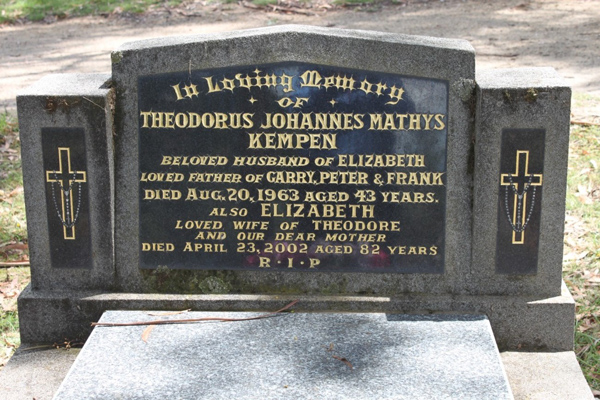 In Loving Memory
OF
THEODORUS JOHANNES MATHYS
KEMPEN
BELOVED HUSBAND OF ELIZABETH
LOVED FATHER OF GARRY, PETER & FRANK
DIED AUG. 20, 1963 AGED 43 YEARS.
ALSO ELIZABETH
LOVED WIFE OF THEODORE
AND OUR DEAR MOTHER
DIED APRIL 23, 2002 AGED 82 YEARS
R · I · P